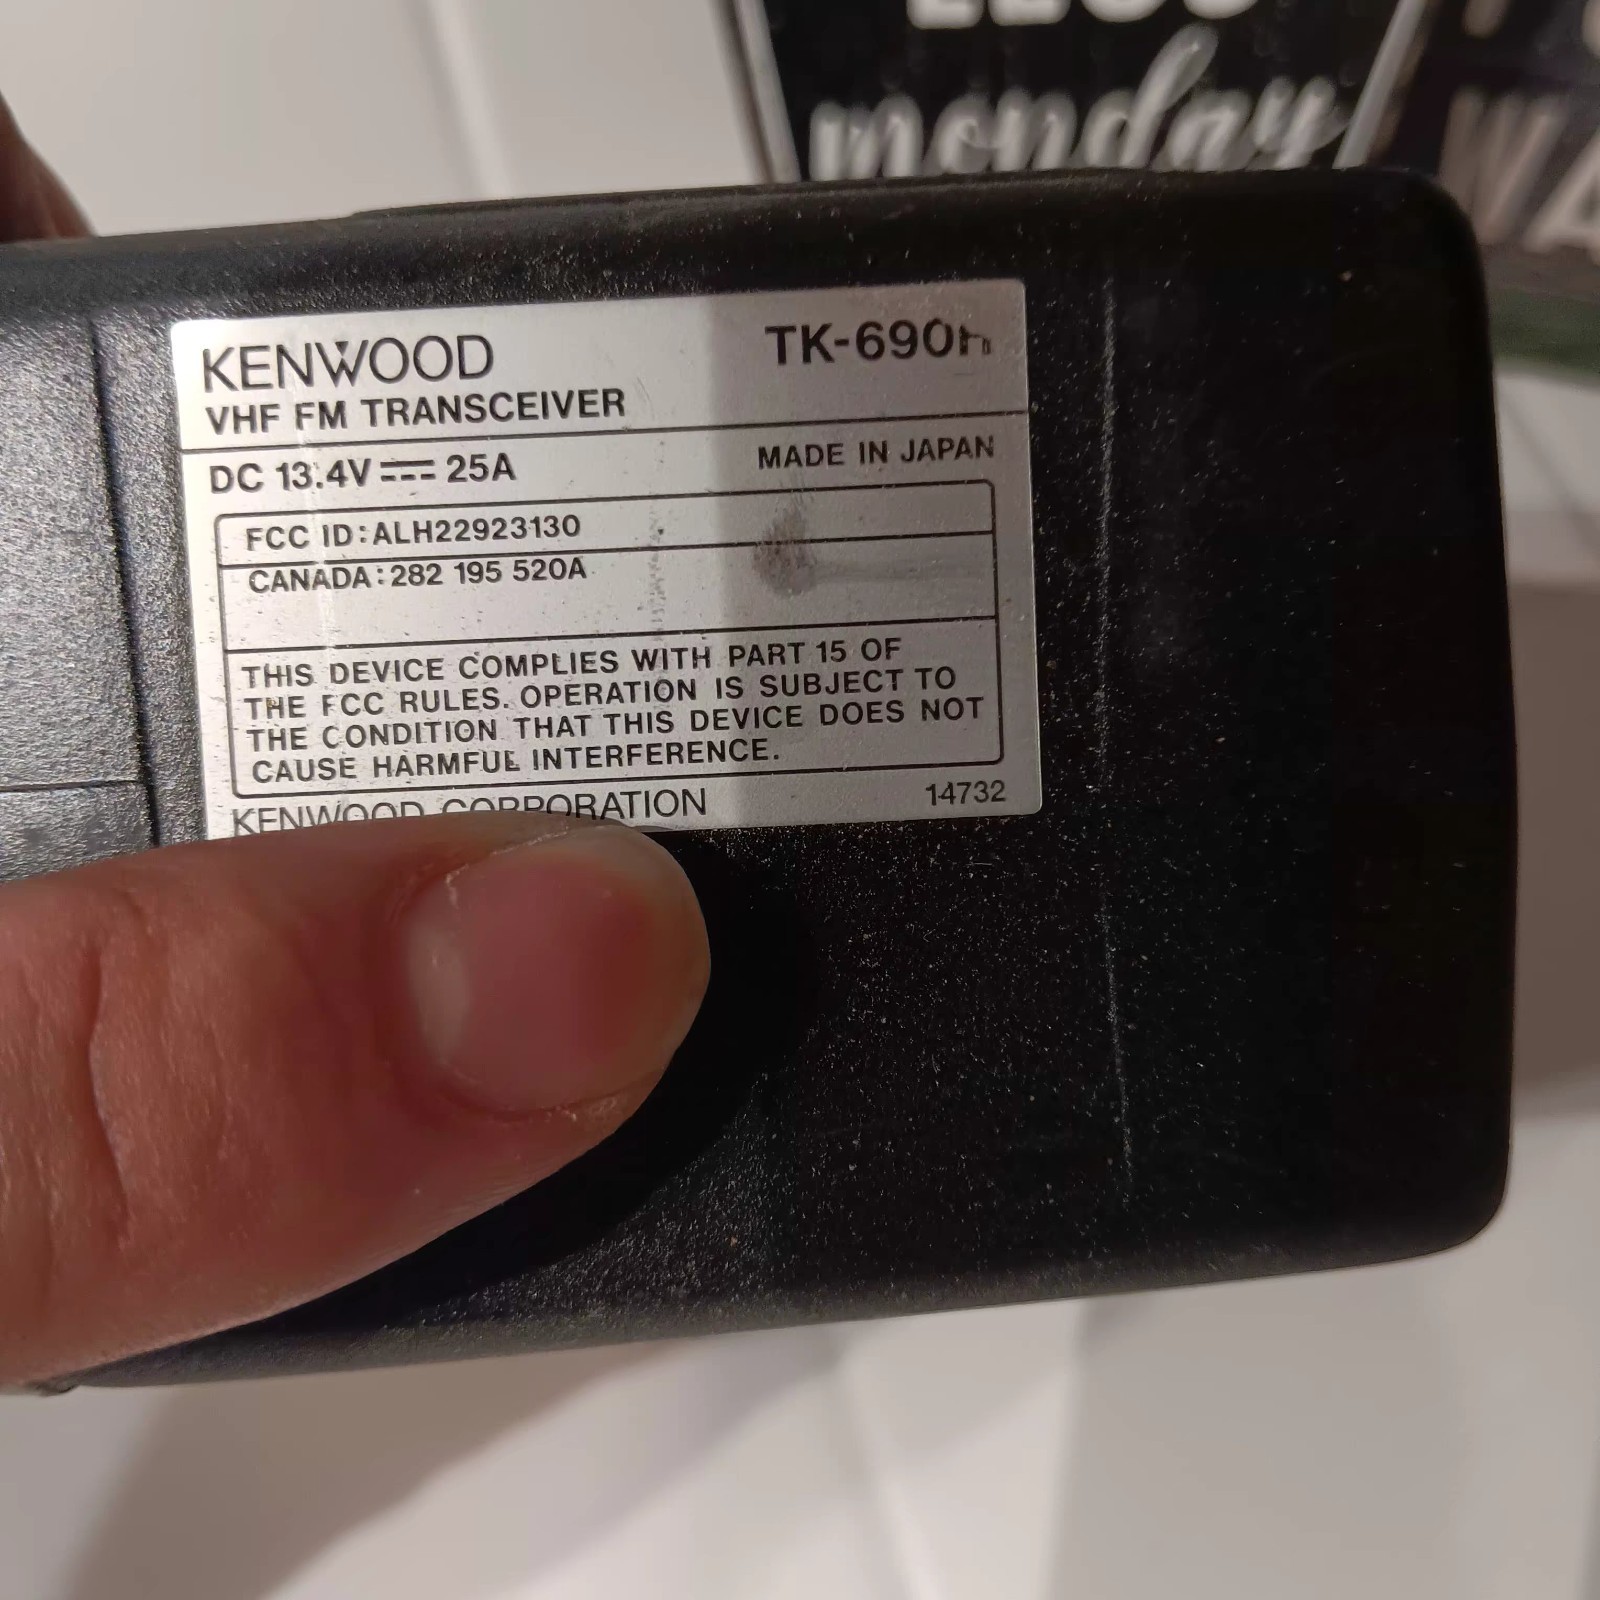 monday
WA
KENWOOD TK-690H
VHF FM TRANSCEIVER
DC 13.4V ⎓ 25A MADE IN JAPAN
FCC ID:ALH22923130
CANADA:282 195 520A
THIS DEVICE COMPLIES WITH PART 15 OF
THE FCC RULES. OPERATION IS SUBJECT TO
THE CONDITION THAT THIS DEVICE DOES NOT
CAUSE HARMFUL INTERFERENCE.
KENWOOD CORPORATION 14732